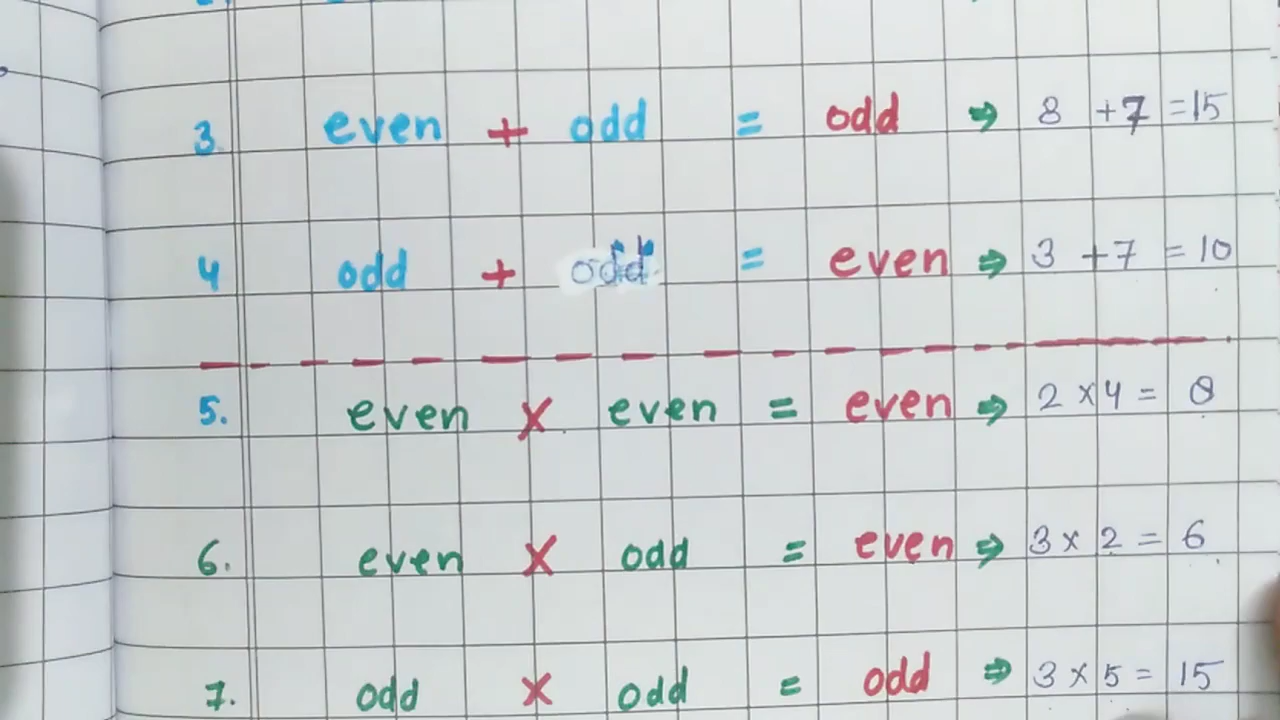 3. even + odd = odd ⇒ 8 + 7 = 15
4 odd + odd = even ⇒ 3 + 7 = 10
5. even × even = even ⇒ 2 × 4 = 8
6. even × odd = even ⇒ 3 × 2 = 6
7. odd × odd = odd ⇒ 3 × 5 = 15